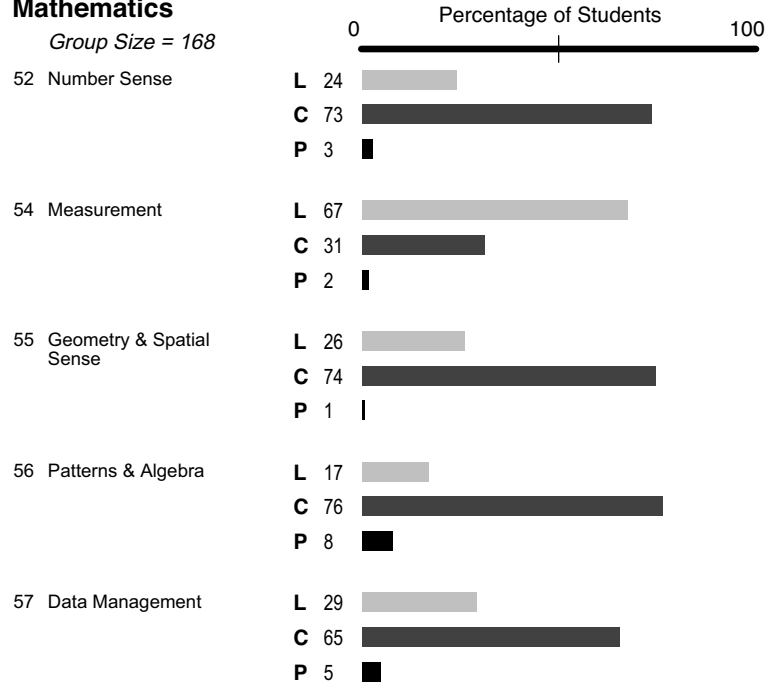 Mathematics
Group Size = 168
Percentage of Students
0 100
52 Number Sense L 24
C 73
P 3
54 Measurement L 67
C 31
P 2
55 Geometry & Spatial L 26
Sense
C 74
P 1
56 Patterns & Algebra L 17
C 76
P 8
57 Data Management L 29
C 65
P 5